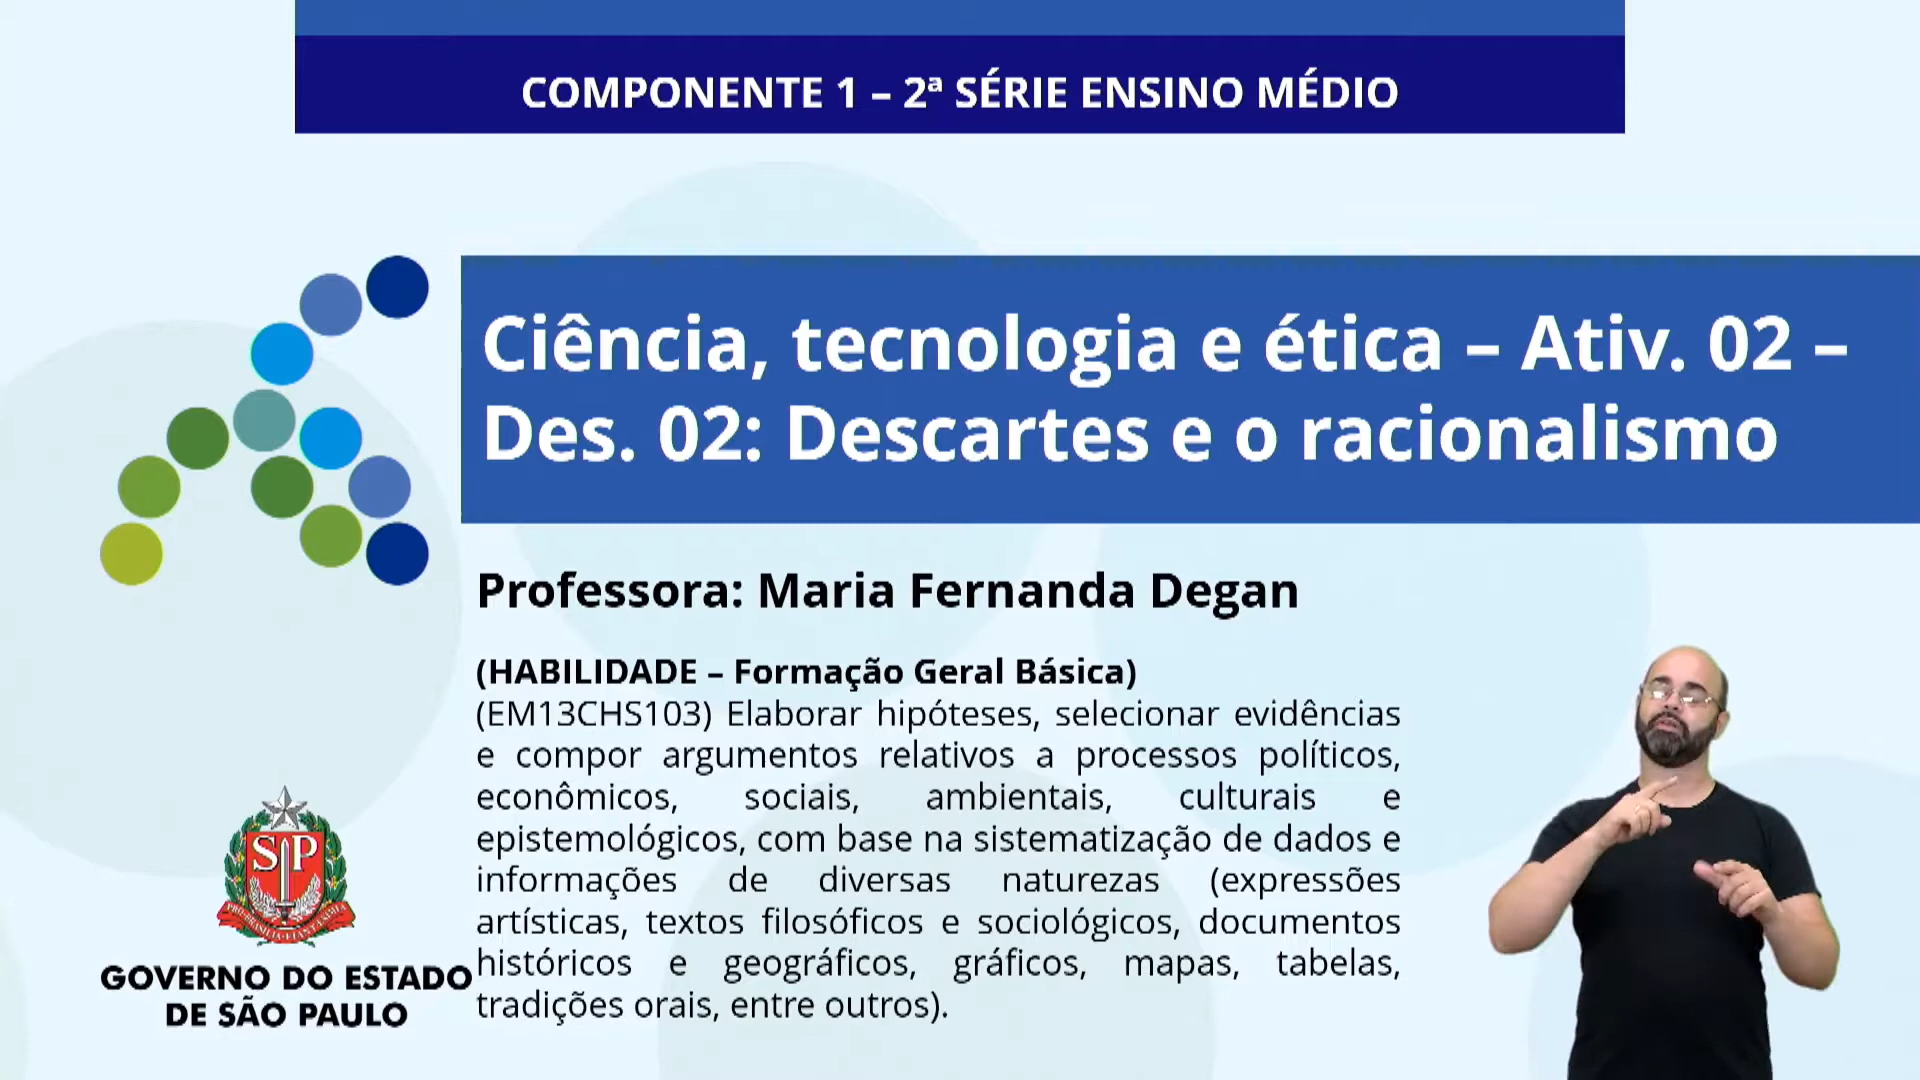 COMPONENTE 1 – 2ª SÉRIE ENSINO MÉDIO
Ciência, tecnologia e ética – Ativ. 02 –
Des. 02: Descartes e o racionalismo
Professora: Maria Fernanda Degan
(HABILIDADE – Formação Geral Básica)
(EM13CHS103) Elaborar hipóteses, selecionar evidências
e compor argumentos relativos a processos políticos,
econômicos, sociais, ambientais, culturais e
epistemológicos, com base na sistematização de dados e
informações de diversas naturezas (expressões
artísticas, textos filosóficos e sociológicos, documentos
históricos e geográficos, gráficos, mapas, tabelas,
tradições orais, entre outros).
SP
GOVERNO DO ESTADO
DE SÃO PAULO